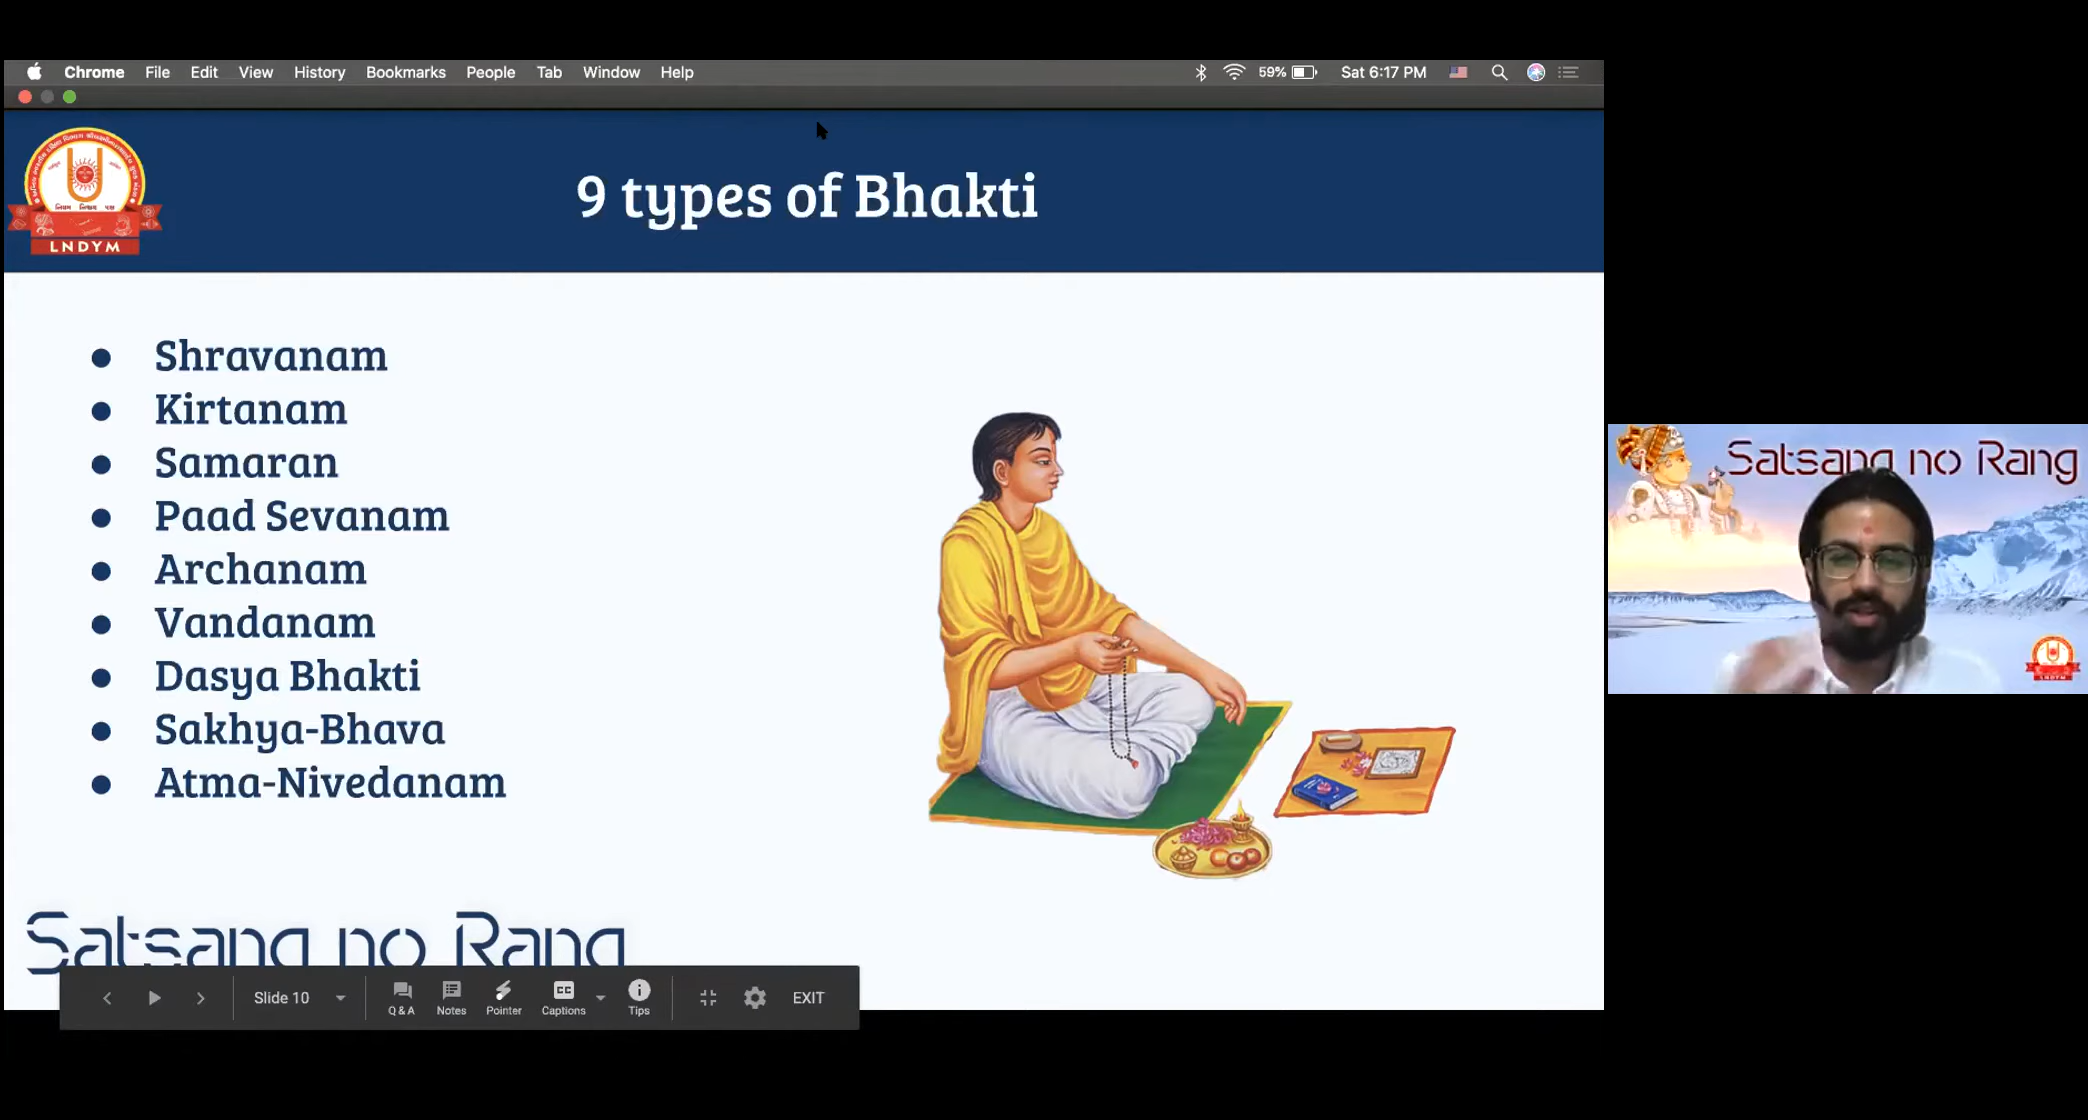 Chrome File Edit View History Bookmarks People Tab Window Help 59% Sat 6:17 PM
LNDYM
9 types of Bhakti
Shravanam
Kirtanam
Samaran
Paad Sevanam
Archanam
Vandanam
Dasya Bhakti
Sakhya-Bhava
Atma-Nivedanam
Satsang no Rang
Slide 10 Q & A Notes Pointer CC Captions Tips EXIT
Satsang no Rang
LNDYM